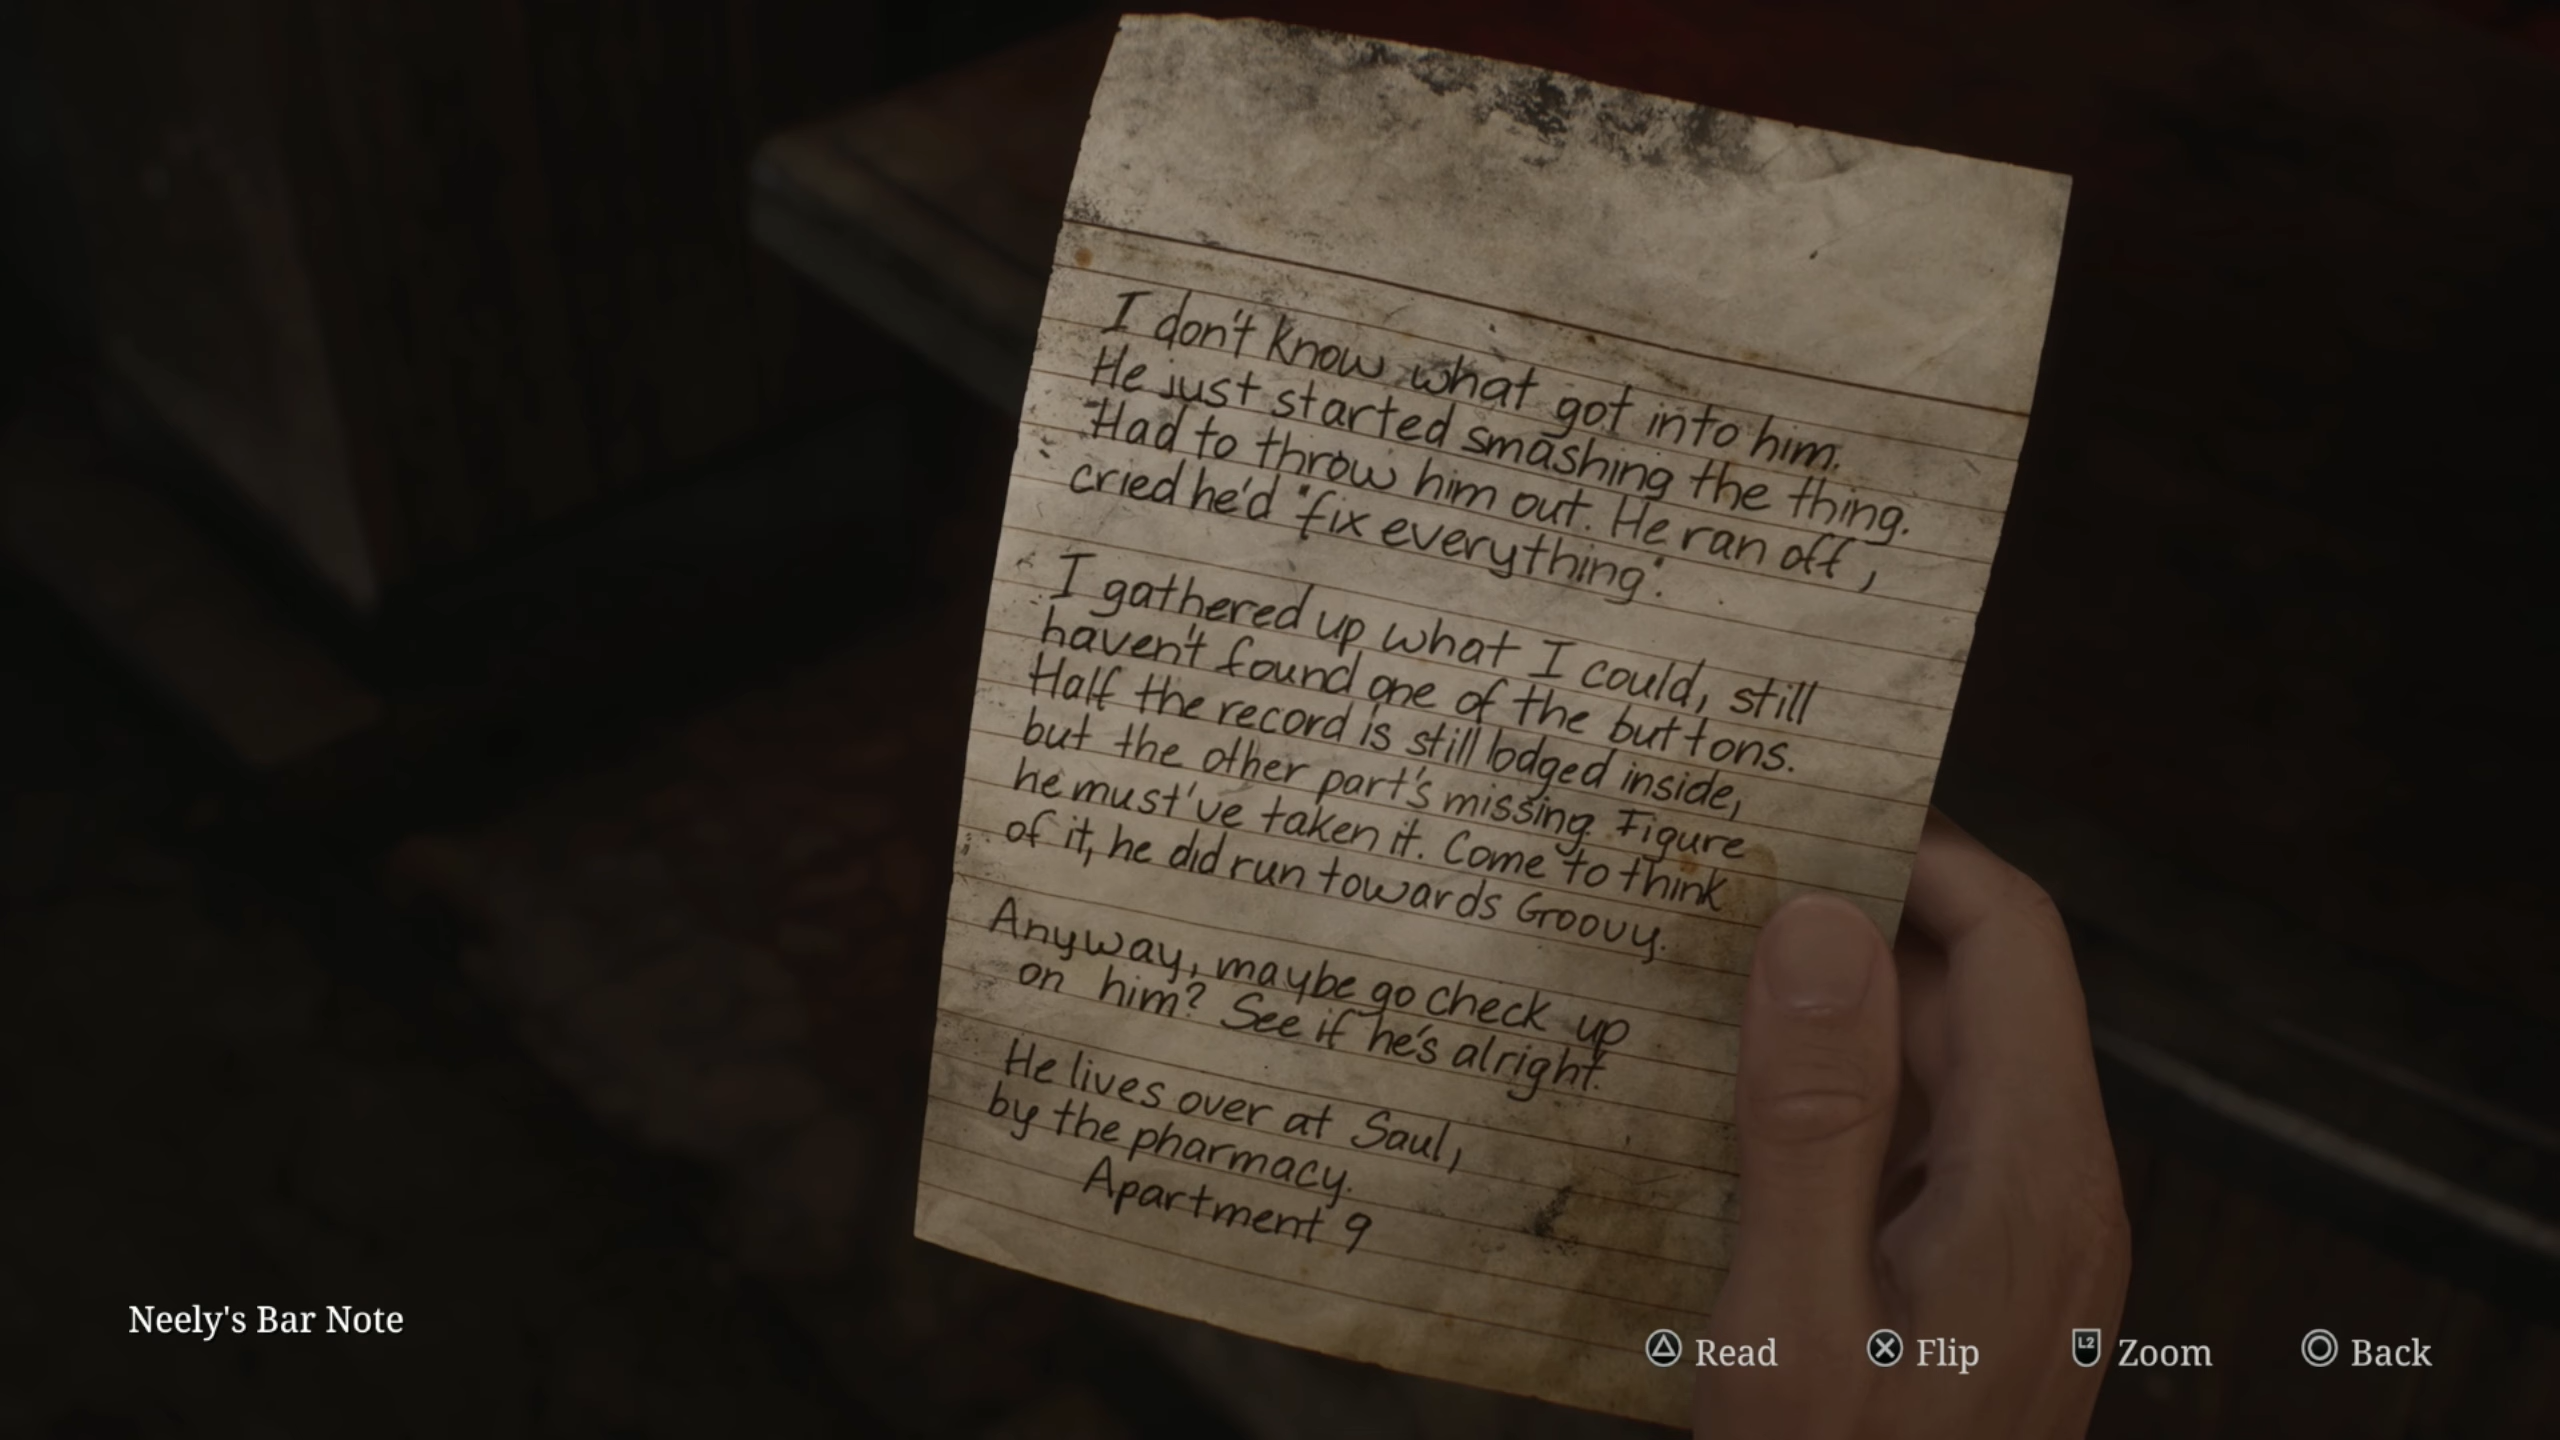 I don't know what got into him.
He just started smashing the thing.
Had to throw him out. He ran off,
cried he'd "fix everything".
I gathered up what I could, still
haven't found one of the buttons.
Half the record is still lodged inside,
but the other part's missing. Figure
he must've taken it. Come to think
of it, he did run towards Groovy.
Anyway, maybe go check up
on him? See if he's alright.
He lives over at Saul,
by the pharmacy.
Apartment 9
Neely's Bar Note
Read
Flip
L2 Zoom
Back